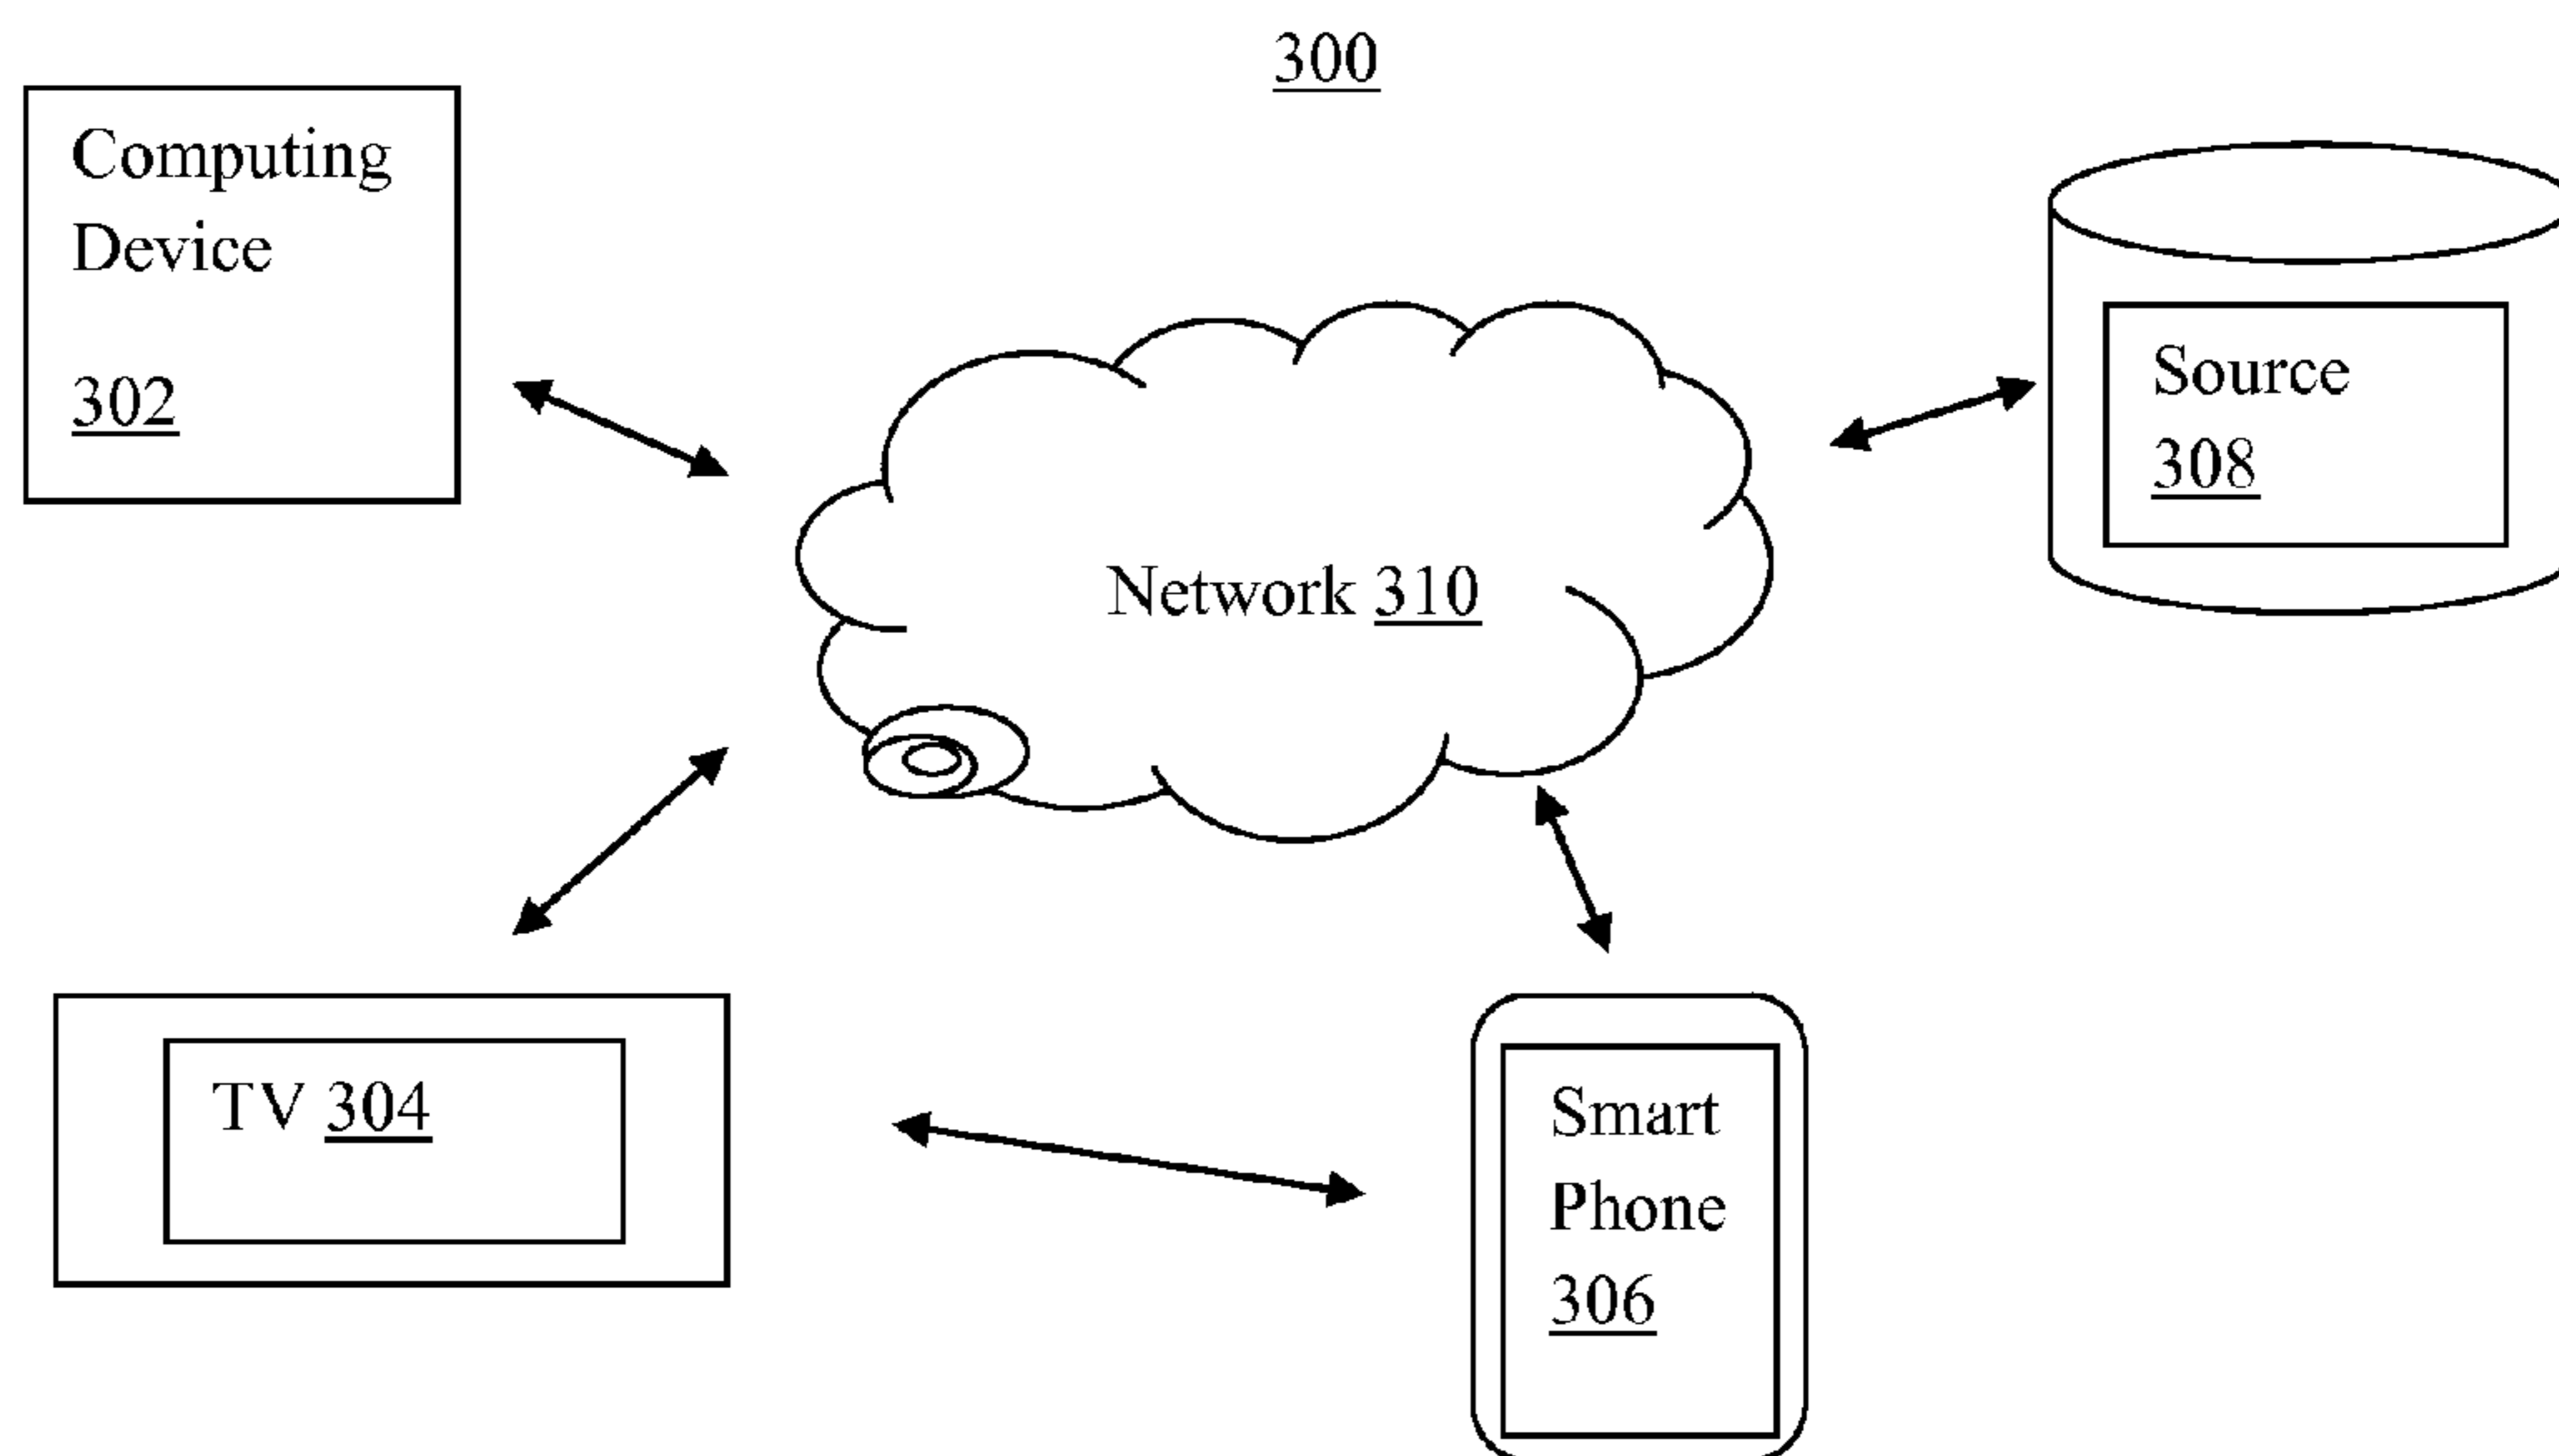 300
Computing
Device
302
Source
308
Network 310
TV 304
Smart
Phone
306